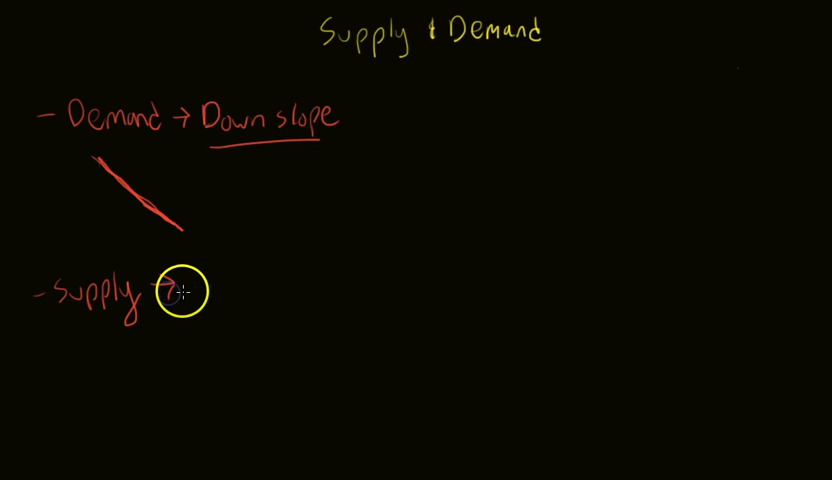 Supply & Demand
- Demand → Down slope
- Supply →